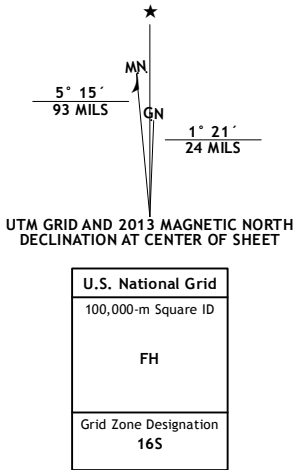 ★
MN
5° 15´
93 MILS
GN
1° 21´
24 MILS
UTM GRID AND 2013 MAGNETIC NORTH
DECLINATION AT CENTER OF SHEET
U.S. National Grid
100,000-m Square ID
FH
Grid Zone Designation
16S